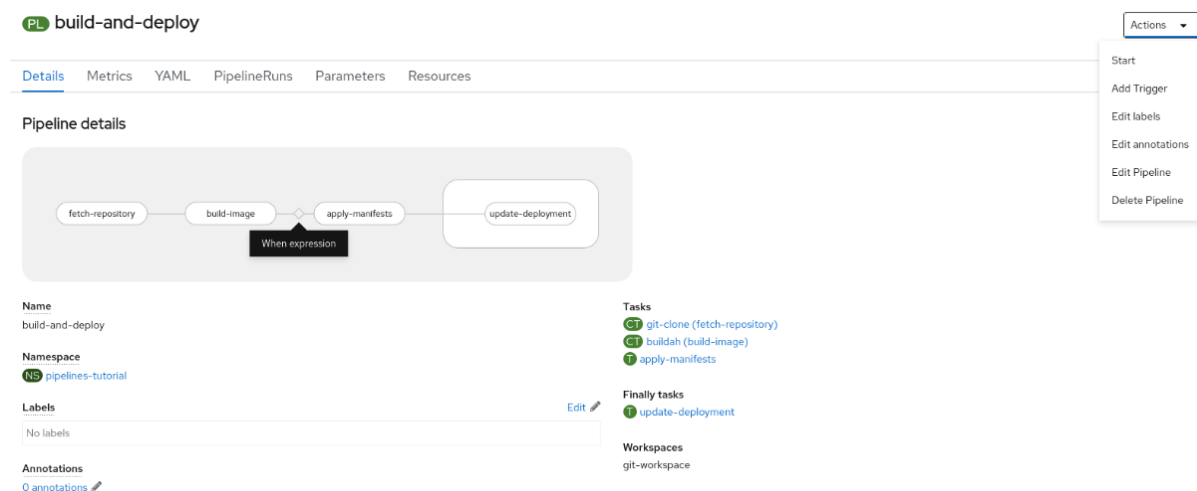 PL build-and-deploy
Actions
Start
Add Trigger
Edit labels
Edit annotations
Edit Pipeline
Delete Pipeline
Details Metrics YAML PipelineRuns Parameters Resources
Pipeline details
fetch-repository build-image apply-manifests update-deployment
When expression
Name
build-and-deploy
Namespace
NS pipelines-tutorial
Labels Edit
No labels
Annotations
0 annotations
Tasks
CT git-clone (fetch-repository)
CT buildah (build-image)
T apply-manifests
Finally tasks
T update-deployment
Workspaces
git-workspace